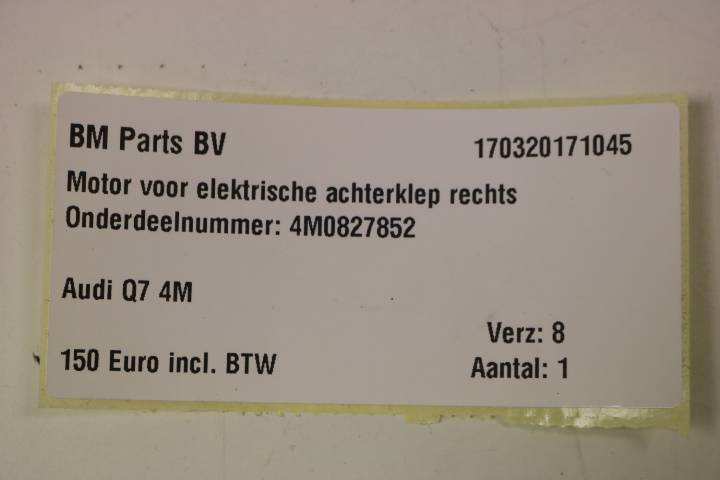 BM Parts BV
170320171045
Motor voor elektrische achterklep rechts
Onderdeelnummer: 4M0827852
Audi Q7 4M
Verz: 8
150 Euro incl. BTW
Aantal: 1